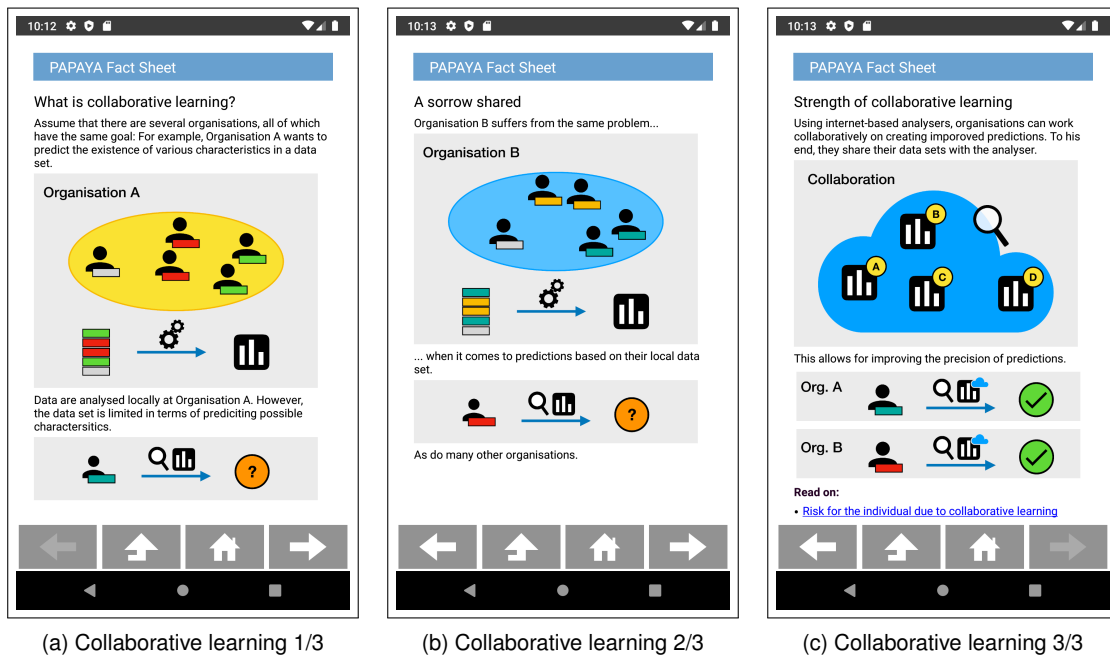 10:12
PAPAYA Fact Sheet
What is collaborative learning?
Assume that there are several organisations, all of which
have the same goal: For example, Organisation A wants to
predict the existence of various characteristics in a data
set.
Organisation A
Data are analysed locally at Organisation A. However,
the data set is limited in terms of prediciting possible
charactersitics.
?
(a) Collaborative learning 1/3
10:13
PAPAYA Fact Sheet
A sorrow shared
Organisation B suffers from the same problem...
Organisation B
... when it comes to predictions based on their local data
set.
?
As do many other organisations.
(b) Collaborative learning 2/3
10:13
PAPAYA Fact Sheet
Strength of collaborative learning
Using internet-based analysers, organisations can work
collaboratively on creating imporoved predictions. To his
end, they share their data sets with the analyser.
Collaboration
B
A
C
D
This allows for improving the precision of predictions.
Org. A
Org. B
Read on:
• Risk for the individual due to collaborative learning
(c) Collaborative learning 3/3